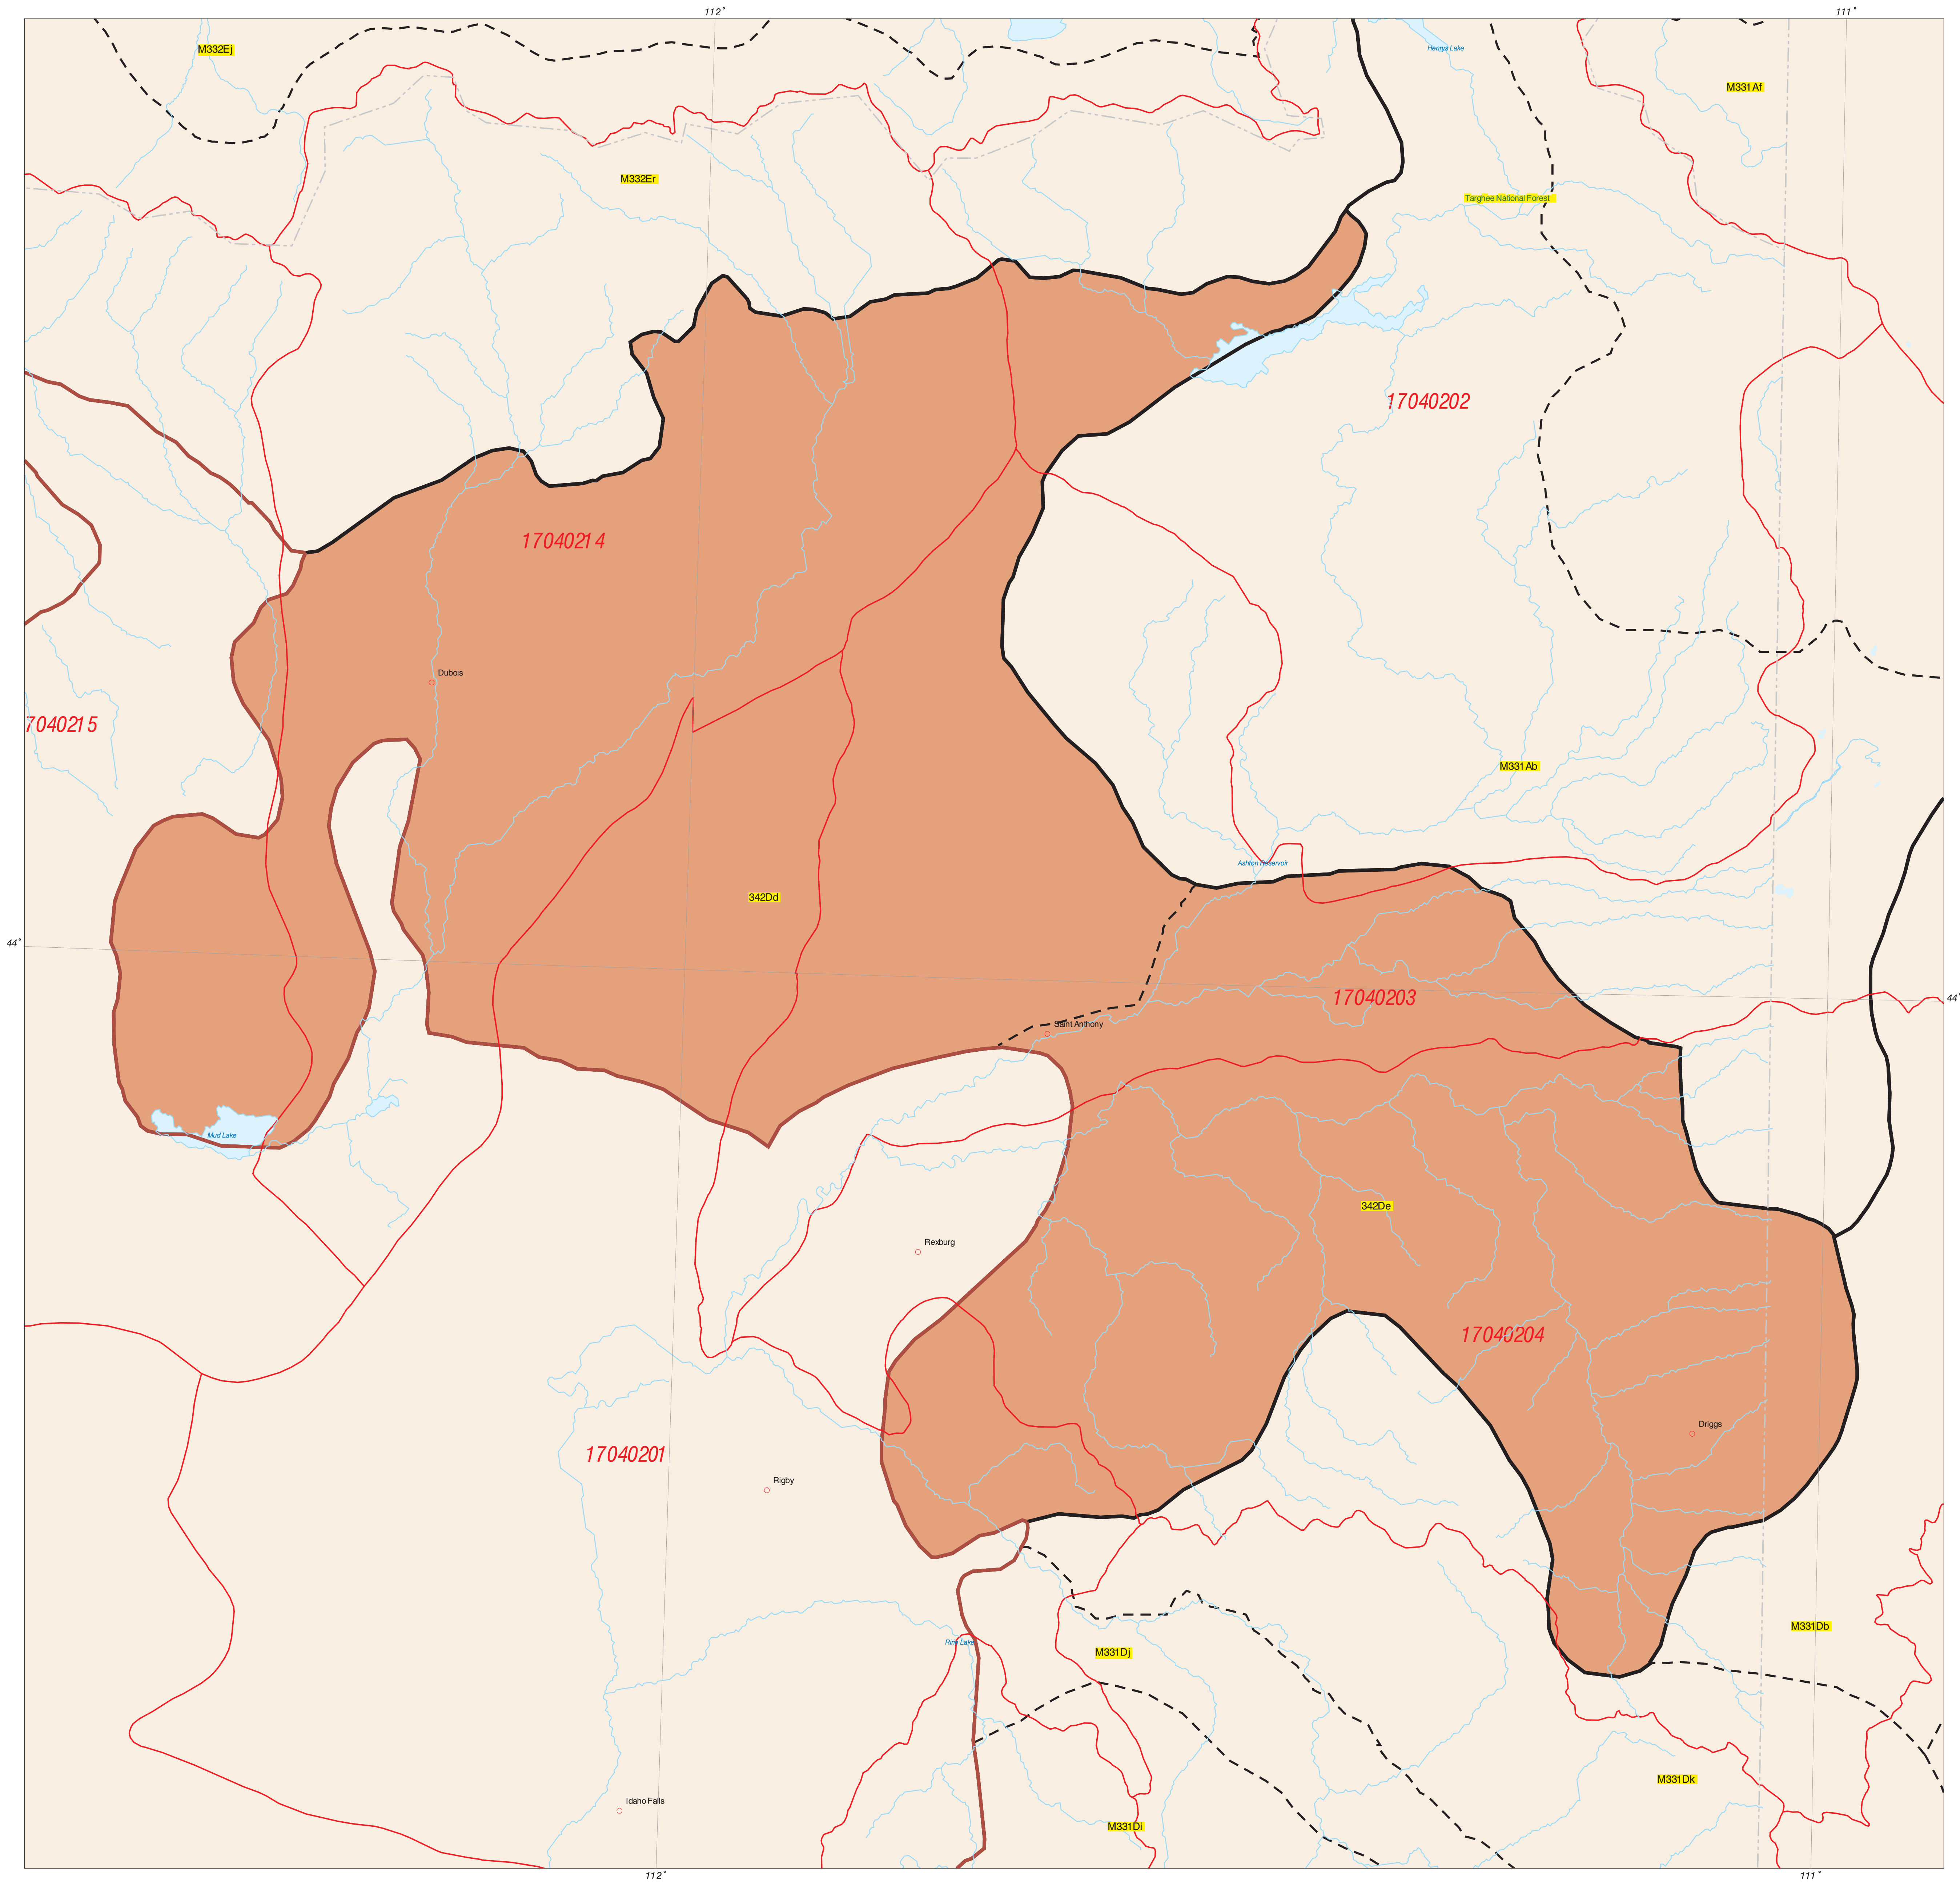 112°
111°
M332Ej
Henrys Lake
M331Af
M332Er
Targhee National Forest
17040202
17040214
Dubois
7040215
M331Ab
Ashton Reservoir
342Dd
44°
17040203
44°
Saint Anthony
Mud Lake
342De
Rexburg
17040204
Driggs
17040201
Rigby
M331Db
Ririe Lake
M331Dj
M331Dk
Idaho Falls
M331Di
112°
111°